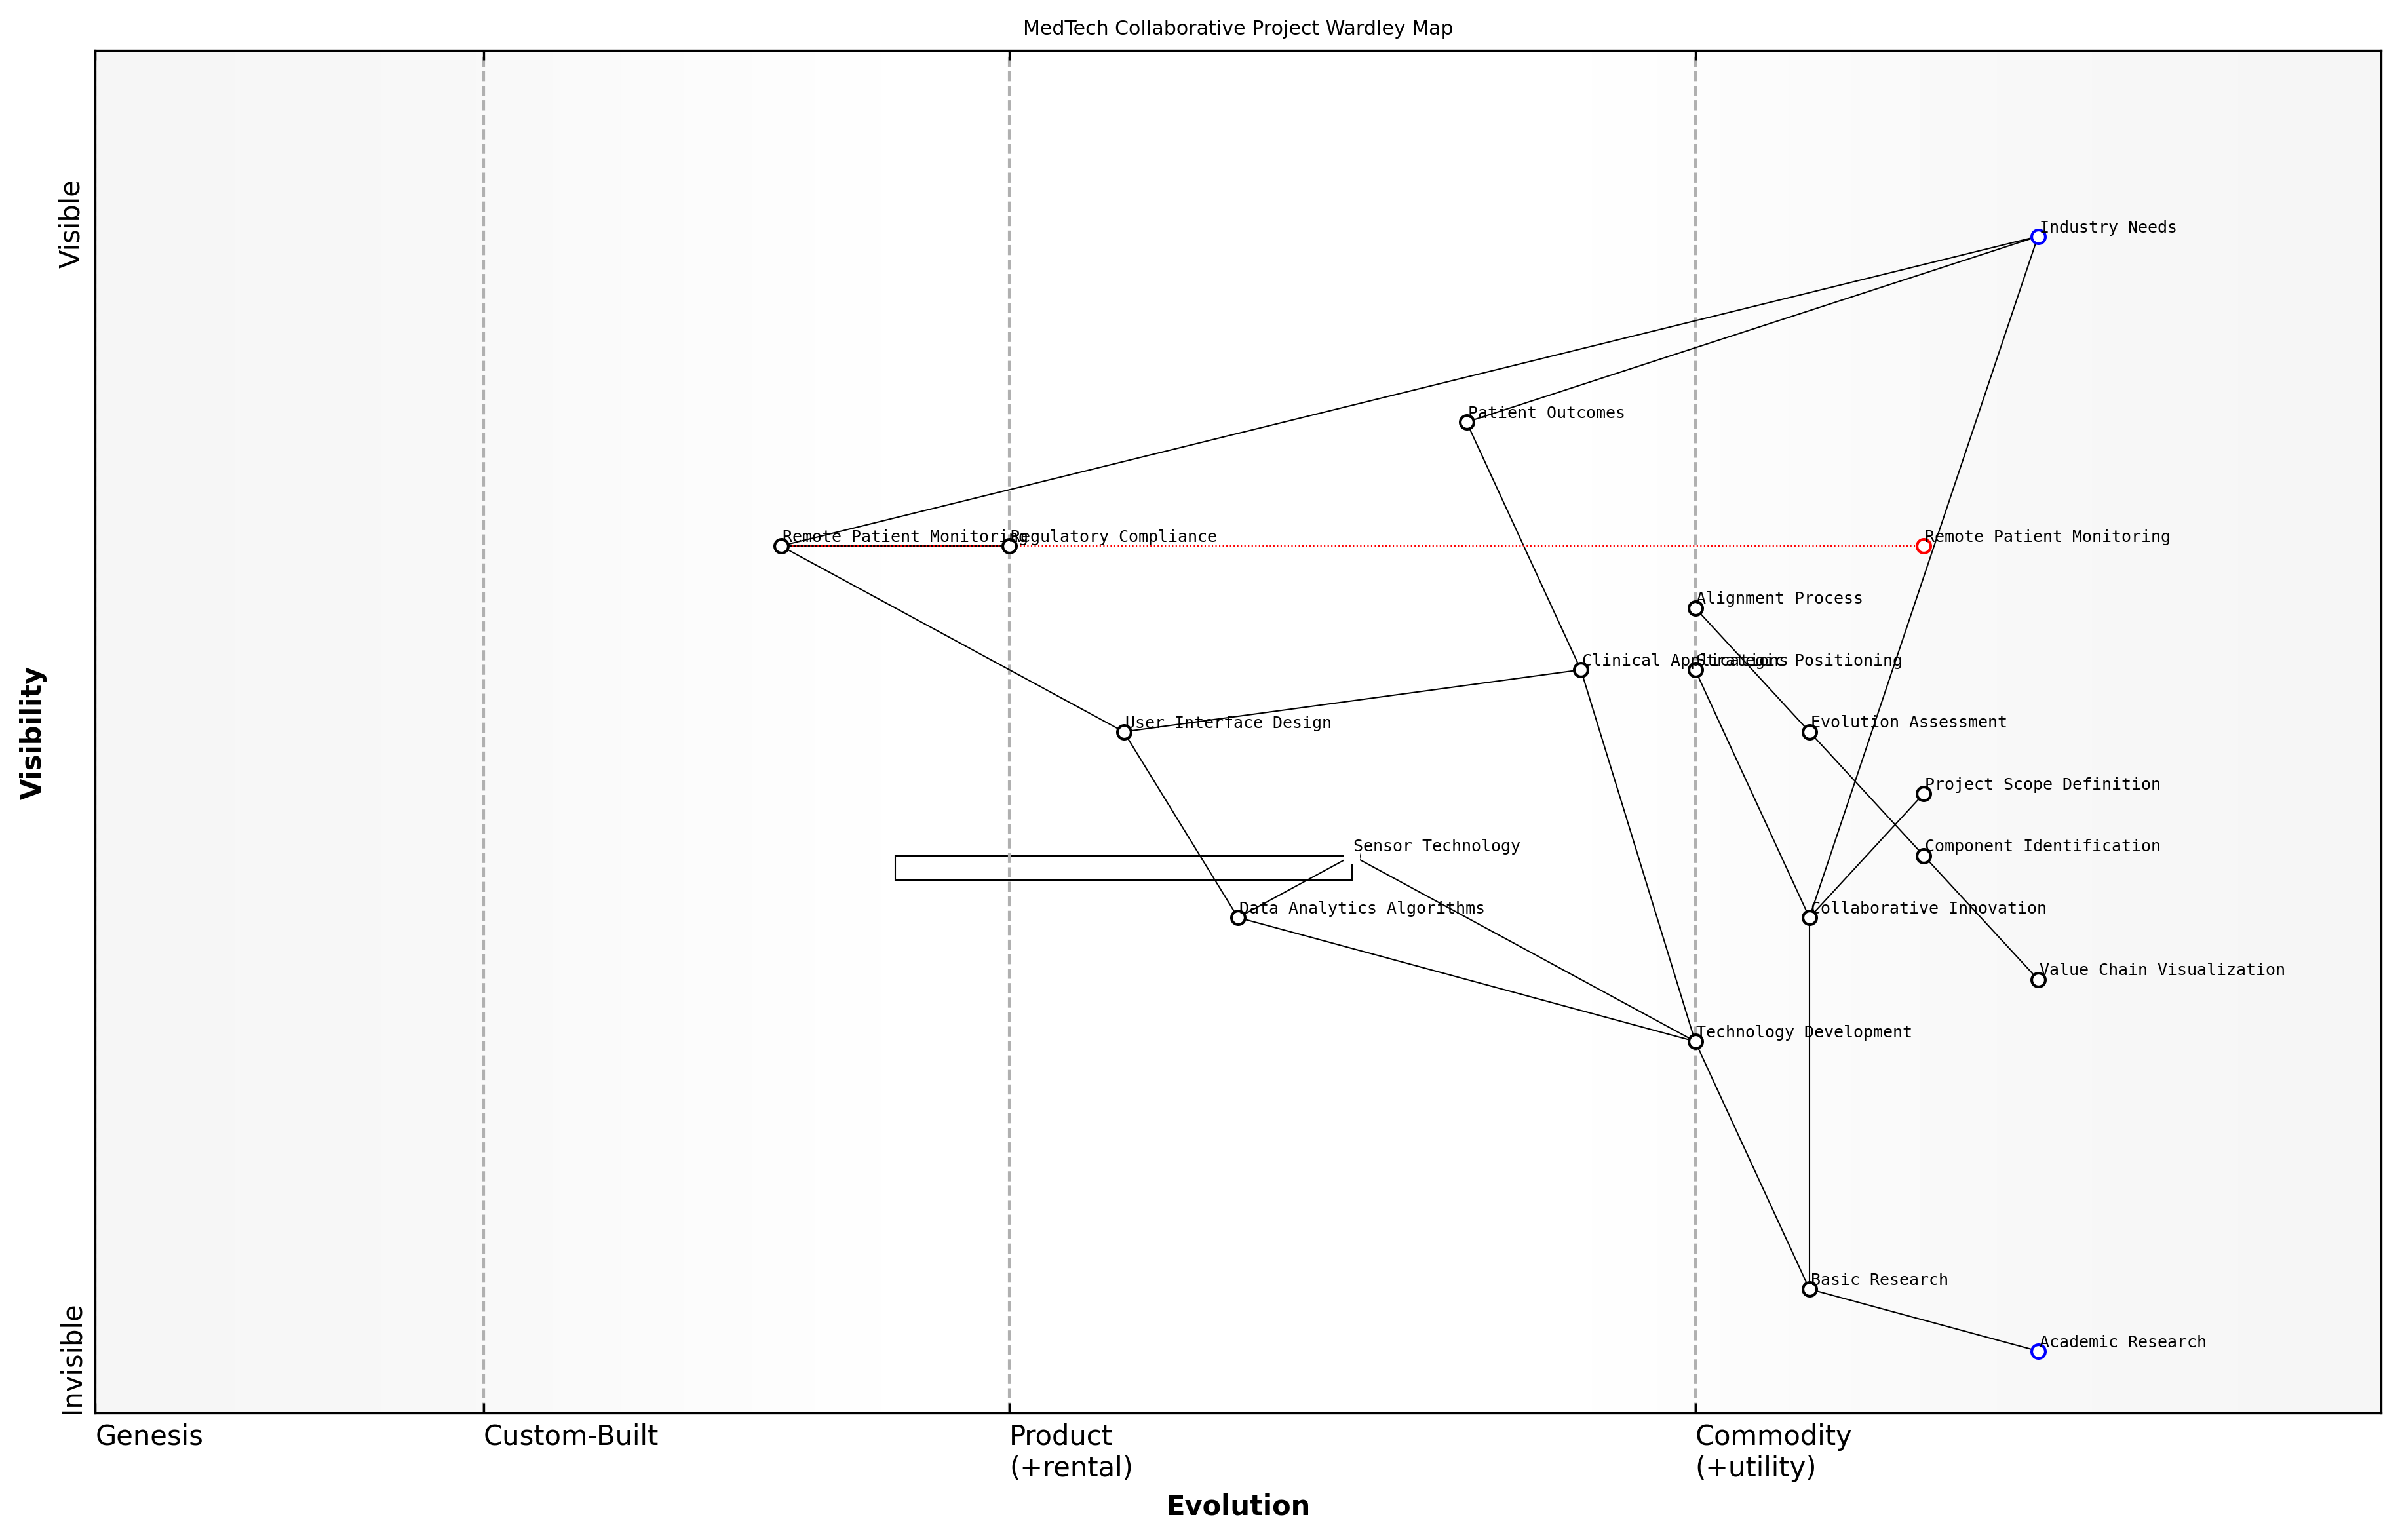 MedTech Collaborative Project Wardley Map
Visible
Industry Needs
Patient Outcomes
Remote Patient Monitoring
Regulatory Compliance
Remote Patient Monitoring
Alignment Process
Clinical Applications
Strategic Positioning
User Interface Design
Evolution Assessment
Visibility
Project Scope Definition
Sensor Technology
Component Identification
Data Analytics Algorithms
Collaborative Innovation
Value Chain Visualization
Technology Development
Basic Research
Academic Research
Invisible
Genesis
Custom-Built
Product
(+rental)
Commodity
(+utility)
Evolution